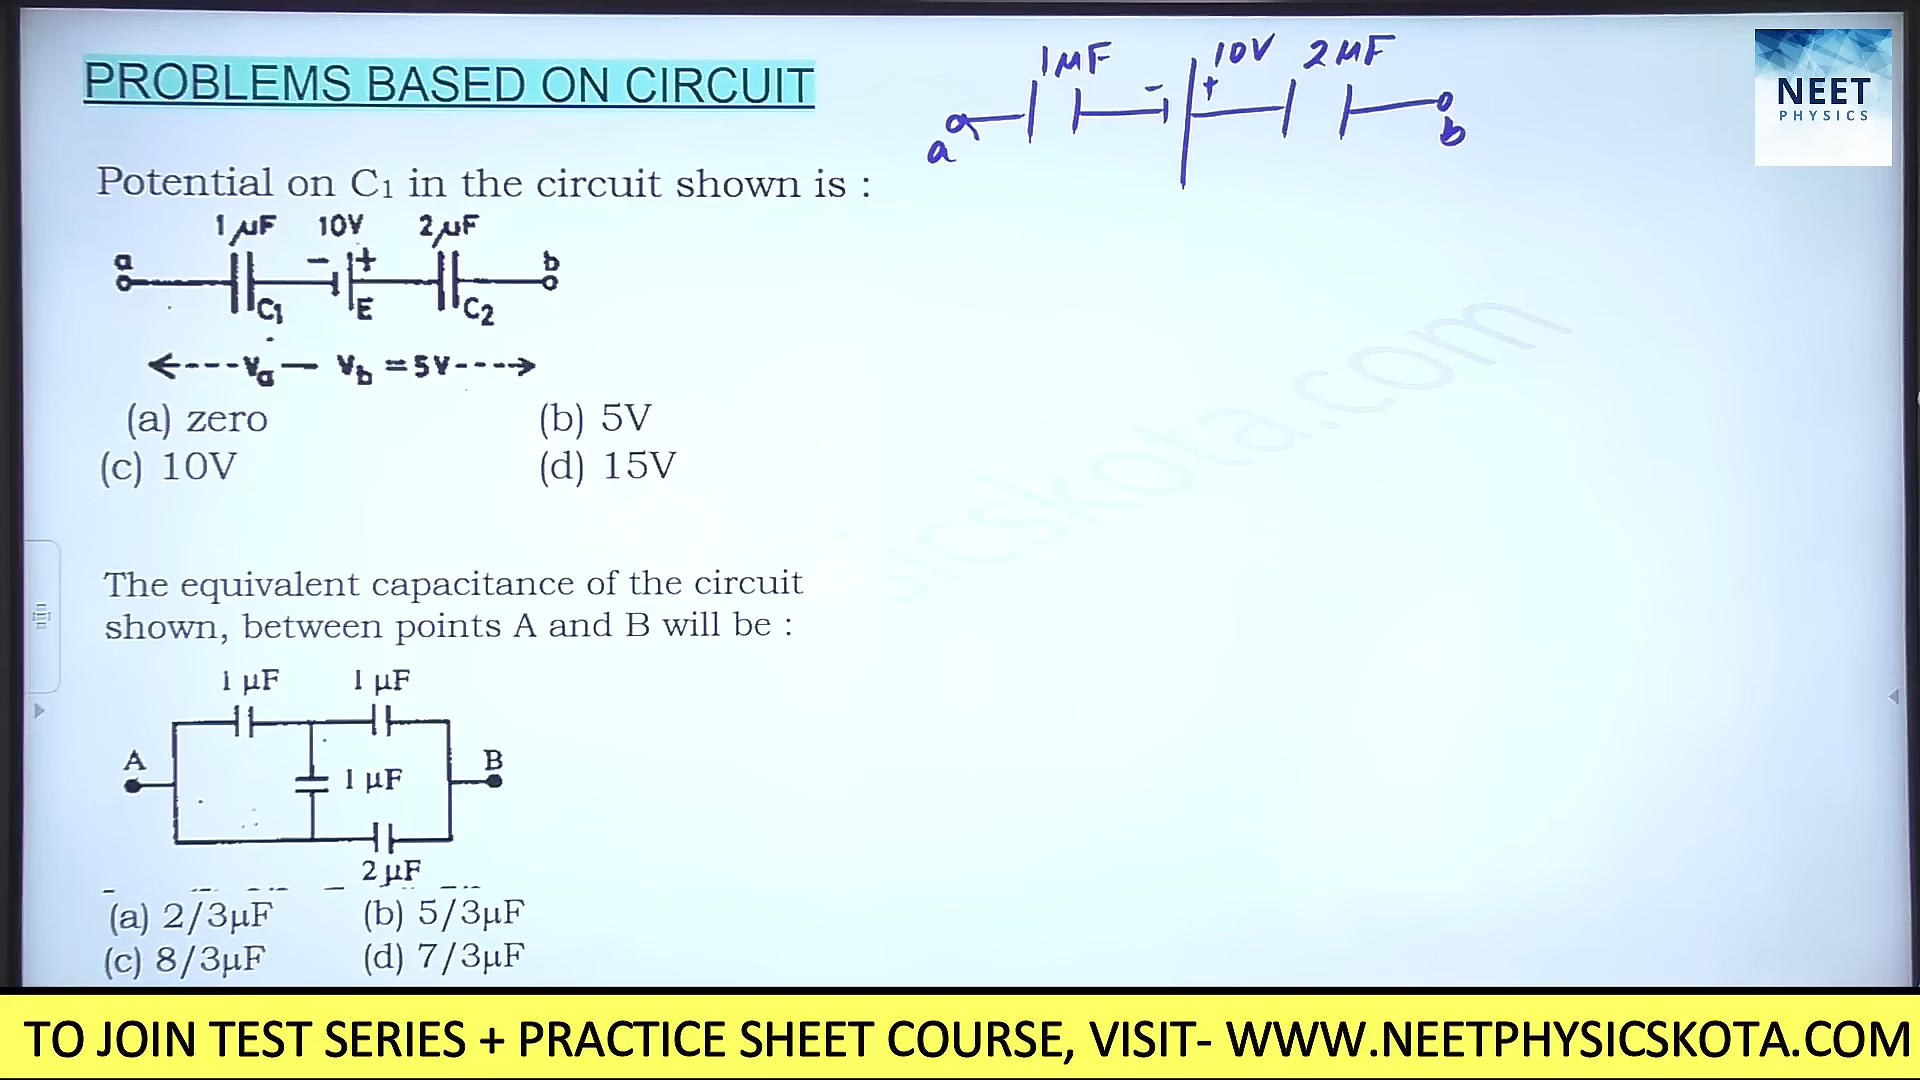 PROBLEMS BASED ON CIRCUIT
1μF 10V 2μF
- +
a b
NEET
PHYSICS
Potential on C1 in the circuit shown is :
1μF 10V 2μF
a - + b
C1 E C2
<----Va — Vb = 5V---->
(a) zero (b) 5V
(c) 10V (d) 15V
sicskota.com
The equivalent capacitance of the circuit
shown, between points A and B will be :
1 μF 1 μF
A B
1 μF
2 μF
(a) 2/3μF (b) 5/3μF
(c) 8/3μF (d) 7/3μF
TO JOIN TEST SERIES + PRACTICE SHEET COURSE, VISIT- WWW.NEETPHYSICSKOTA.COM